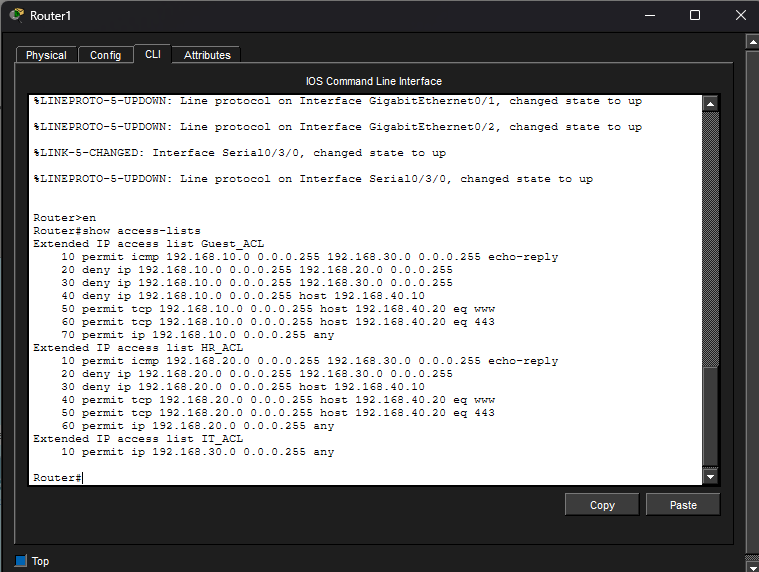 Router1
Physical Config CLI Attributes
IOS Command Line Interface
%LINEPROTO-5-UPDOWN: Line protocol on Interface GigabitEthernet0/1, changed state to up
%LINEPROTO-5-UPDOWN: Line protocol on Interface GigabitEthernet0/2, changed state to up
%LINK-5-CHANGED: Interface Serial0/3/0, changed state to up
%LINEPROTO-5-UPDOWN: Line protocol on Interface Serial0/3/0, changed state to up
Router>en
Router#show access-lists
Extended IP access list Guest_ACL
10 permit icmp 192.168.10.0 0.0.0.255 192.168.30.0 0.0.0.255 echo-reply
20 deny ip 192.168.10.0 0.0.0.255 192.168.20.0 0.0.0.255
30 deny ip 192.168.10.0 0.0.0.255 192.168.30.0 0.0.0.255
40 deny ip 192.168.10.0 0.0.0.255 host 192.168.40.10
50 permit tcp 192.168.10.0 0.0.0.255 host 192.168.40.20 eq www
60 permit tcp 192.168.10.0 0.0.0.255 host 192.168.40.20 eq 443
70 permit ip 192.168.10.0 0.0.0.255 any
Extended IP access list HR_ACL
10 permit icmp 192.168.20.0 0.0.0.255 192.168.30.0 0.0.0.255 echo-reply
20 deny ip 192.168.20.0 0.0.0.255 192.168.30.0 0.0.0.255
30 deny ip 192.168.20.0 0.0.0.255 host 192.168.40.10
40 permit tcp 192.168.20.0 0.0.0.255 host 192.168.40.20 eq www
50 permit tcp 192.168.20.0 0.0.0.255 host 192.168.40.20 eq 443
60 permit ip 192.168.20.0 0.0.0.255 any
Extended IP access list IT_ACL
10 permit ip 192.168.30.0 0.0.0.255 any
Router#
Copy Paste
Top